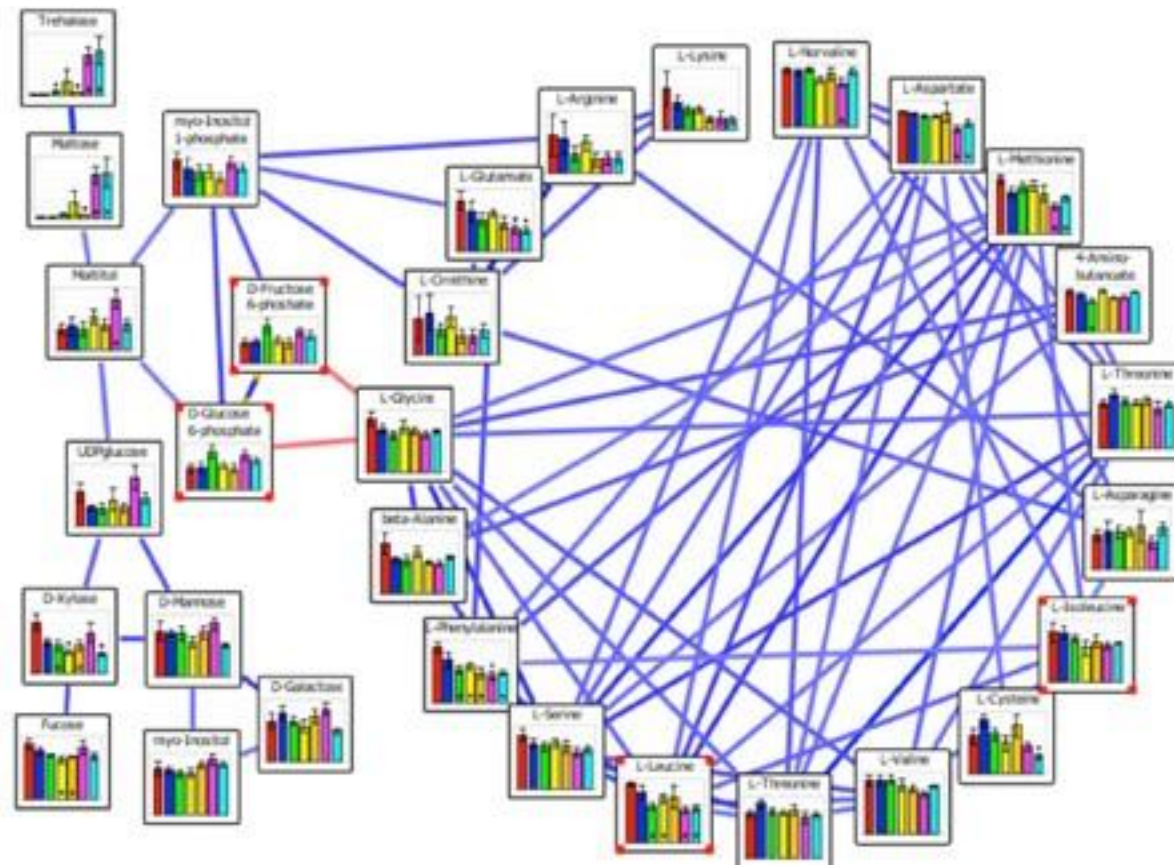 Trehalose
Maltose
myo-Inositol
1-phosphate
Maltitol
D-Fructose
6-phosphate
D-Glucose
6-phosphate
UDPglucose
D-Xylose
D-Mannose
D-Galactose
Fucose
myo-Inositol
L-Lysine
L-Arginine
L-Glutamate
L-Ornithine
L-Glycine
beta-Alanine
L-Phenylalanine
L-Serine
L-Leucine
L-Threonine
L-Valine
L-Cysteine
L-Isoleucine
L-Asparagine
L-Threonine
4-Amino-
butanoate
L-Methionine
L-Aspartate
L-Norvaline